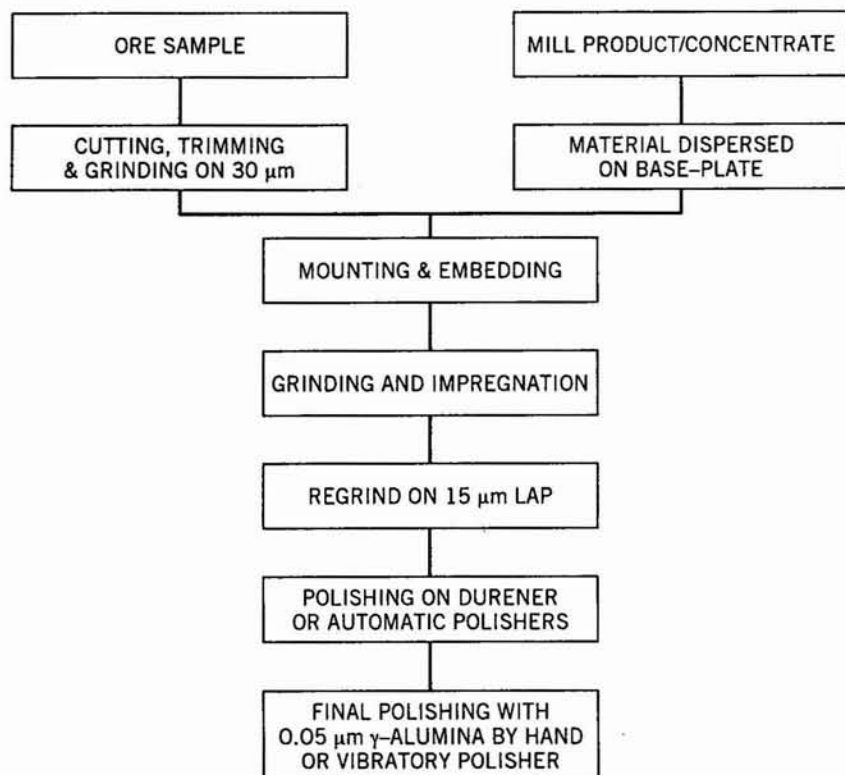 ORE SAMPLE
MILL PRODUCT/CONCENTRATE
CUTTING, TRIMMING
& GRINDING ON 30 μm
MATERIAL DISPERSED
ON BASE–PLATE
MOUNTING & EMBEDDING
GRINDING AND IMPREGNATION
REGRIND ON 15 μm LAP
POLISHING ON DURENER
OR AUTOMATIC POLISHERS
FINAL POLISHING WITH
0.05 μm γ–ALUMINA BY HAND
OR VIBRATORY POLISHER